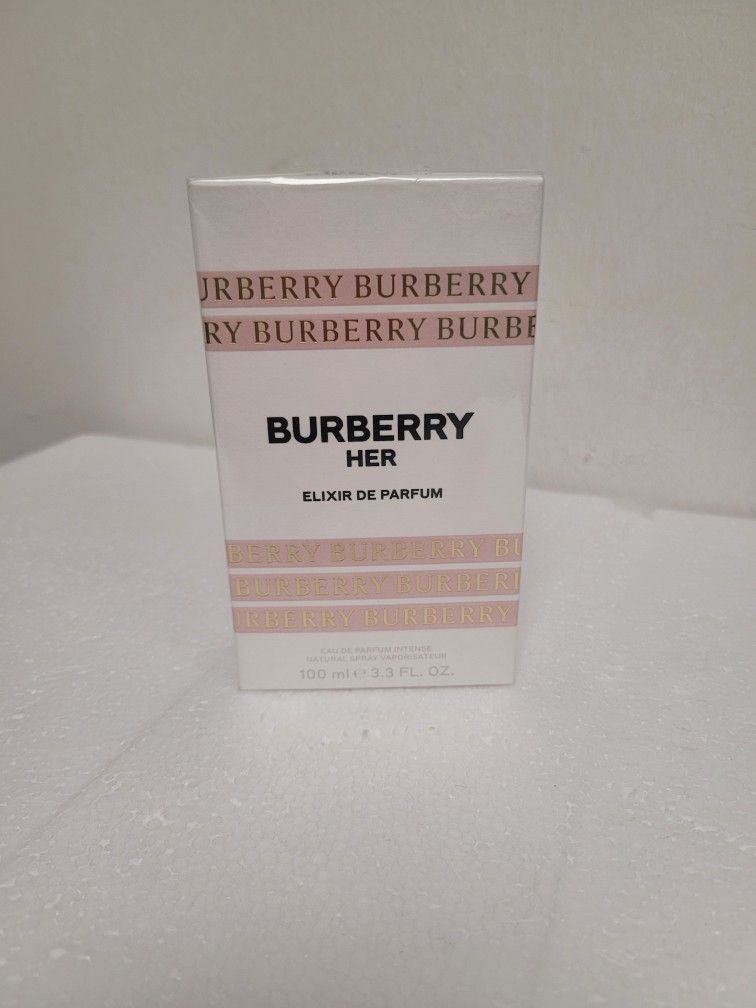 URBERRY BURBERRY
RY BURBERRY BURBE
BURBERRY
HER
ELIXIR DE PARFUM
BERRY BURBERRY BU
BURBERRY BURBERR
URBERRY BURBERRY
EAU DE PARFUM INTENSE
NATURAL SPRAY VAPORISATEUR
100 ml ℮ 3.3 FL. OZ.